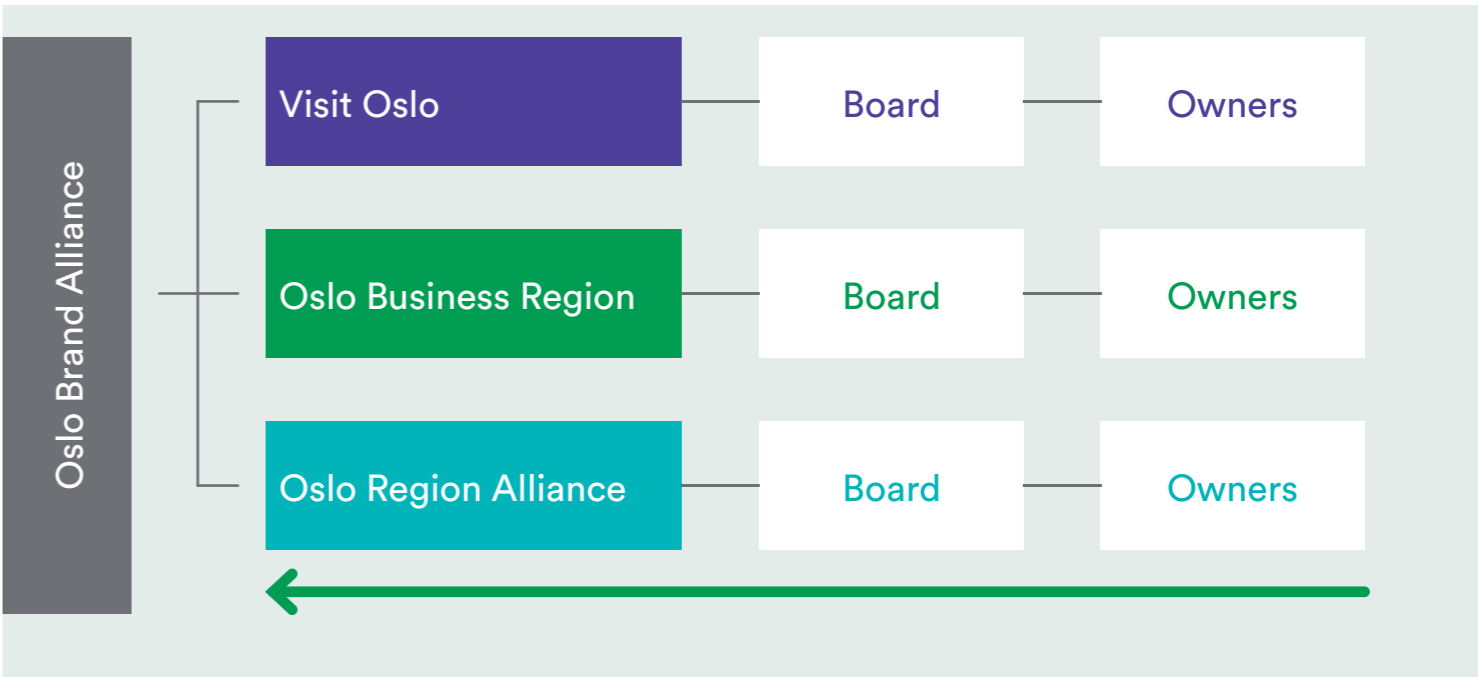 Oslo Brand Alliance
Visit Oslo
Board
Owners
Oslo Business Region
Board
Owners
Oslo Region Alliance
Board
Owners